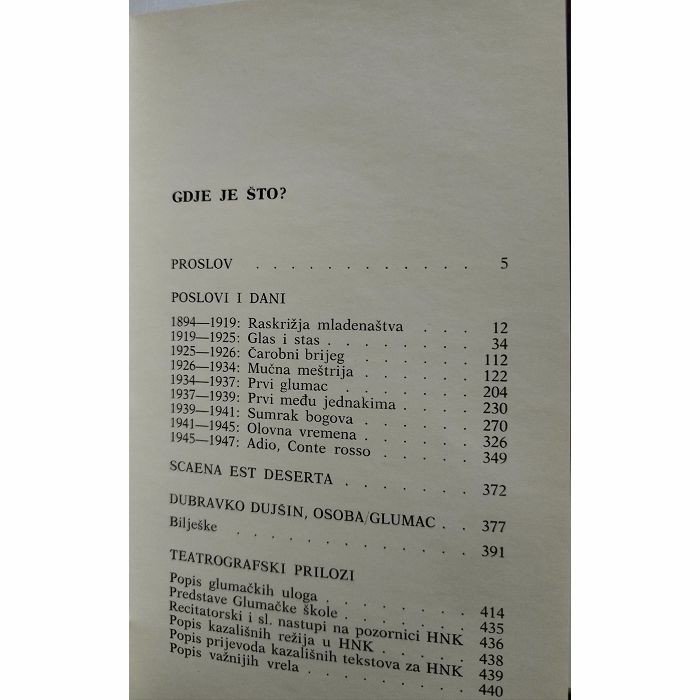 GDJE JE ŠTO?
PROSLOV . . . . . . . . . . . . 5
POSLOVI I DANI
1894—1919: Raskrižja mladenaštva . . . 12
1919—1925: Glas i stas . . . . . . 34
1925—1926: Čarobni brijeg . . . . . 112
1926—1934: Mučna meštrija . . . . . 122
1934—1937: Prvi glumac . . . . . . 204
1937—1939: Prvi među jednakima . . . . 230
1939—1941: Sumrak bogova . . . . . 270
1941—1945: Olovna vremena . . . . . 326
1945—1947: Adio, Conte rosso . . . . 349
SCAENA EST DESERTA . . . . . . 372
DUBRAVKO DUJŠIN, OSOBA/GLUMAC . . 377
Bilješke . . . . . . . . . . . 391
TEATROGRAFSKI PRILOZI
Popis glumačkih uloga . . . . . . 414
Predstave Glumačke škole . . . . . 435
Recitatorski i sl. nastupi na pozornici HNK 436
Popis kazališnih režija u HNK . . . . 438
Popis prijevoda kazališnih tekstova za HNK 439
Popis važnijih vrela . . . . . . . 440